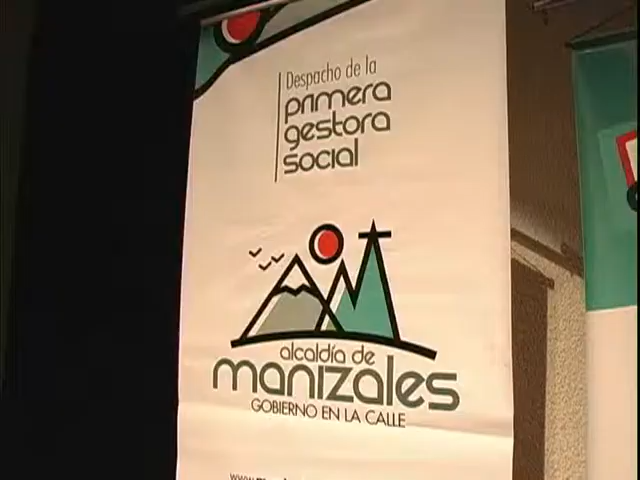 Despacho de la
primera
gestora
social
alcaldía de
manizales
GOBIERNO EN LA CALLE